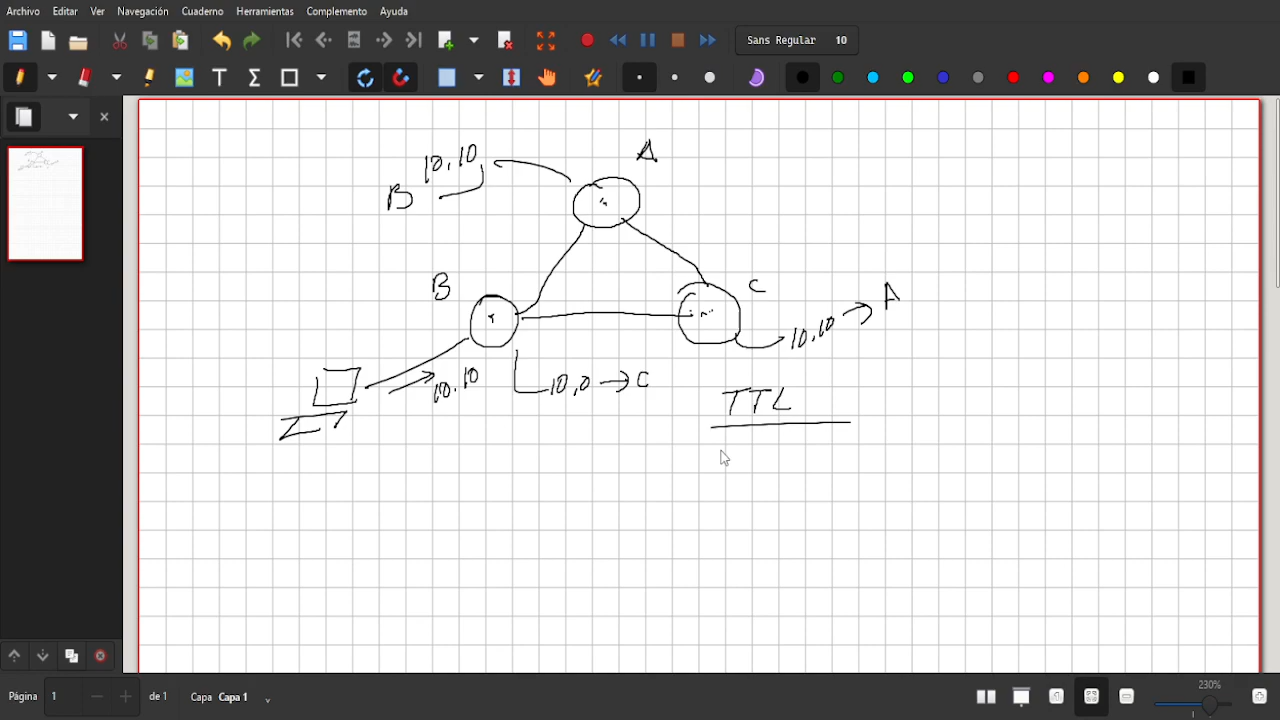 Archivo Editar Ver Navegación Cuaderno Herramientas Complemento Ayuda
Sans Regular 10
T Σ
A
10.10
B
B
C
A
10.10
10.10
10.0 → C
TTL
Página 1 de 1 Capa Capa 1
230%
1